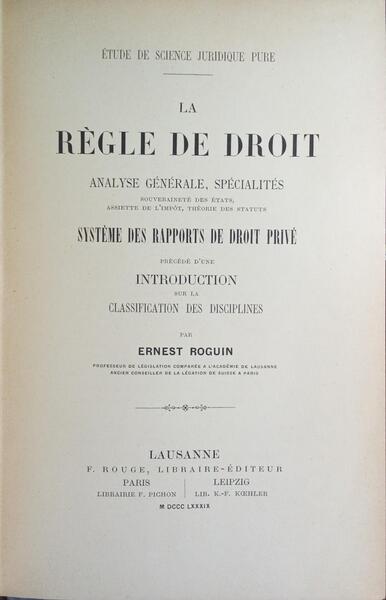 ÉTUDE DE SCIENCE JURIDIQUE PURE
LA
RÈGLE DE DROIT
ANALYSE GÉNÉRALE, SPÉCIALITÉS
SOUVERAINETÉ DES ÉTATS,
ASSIETTE DE L'IMPÔT, THÉORIE DES STATUTS
SYSTÈME DES RAPPORTS DE DROIT PRIVÉ
PRÉCÉDÉ D'UNE
INTRODUCTION
SUR LA
CLASSIFICATION DES DISCIPLINES
PAR
ERNEST ROGUIN
PROFESSEUR DE LÉGISLATION COMPARÉE A L'ACADÉMIE DE LAUSANNE
ANCIEN CONSEILLER DE LA LÉGATION DE SUISSE A PARIS
LAUSANNE
F. ROUGE, LIBRAIRE-ÉDITEUR
PARIS LEIPZIG
LIBRAIRIE F. PICHON LIB. K.-F. KŒHLER
M DCCC LXXXIX